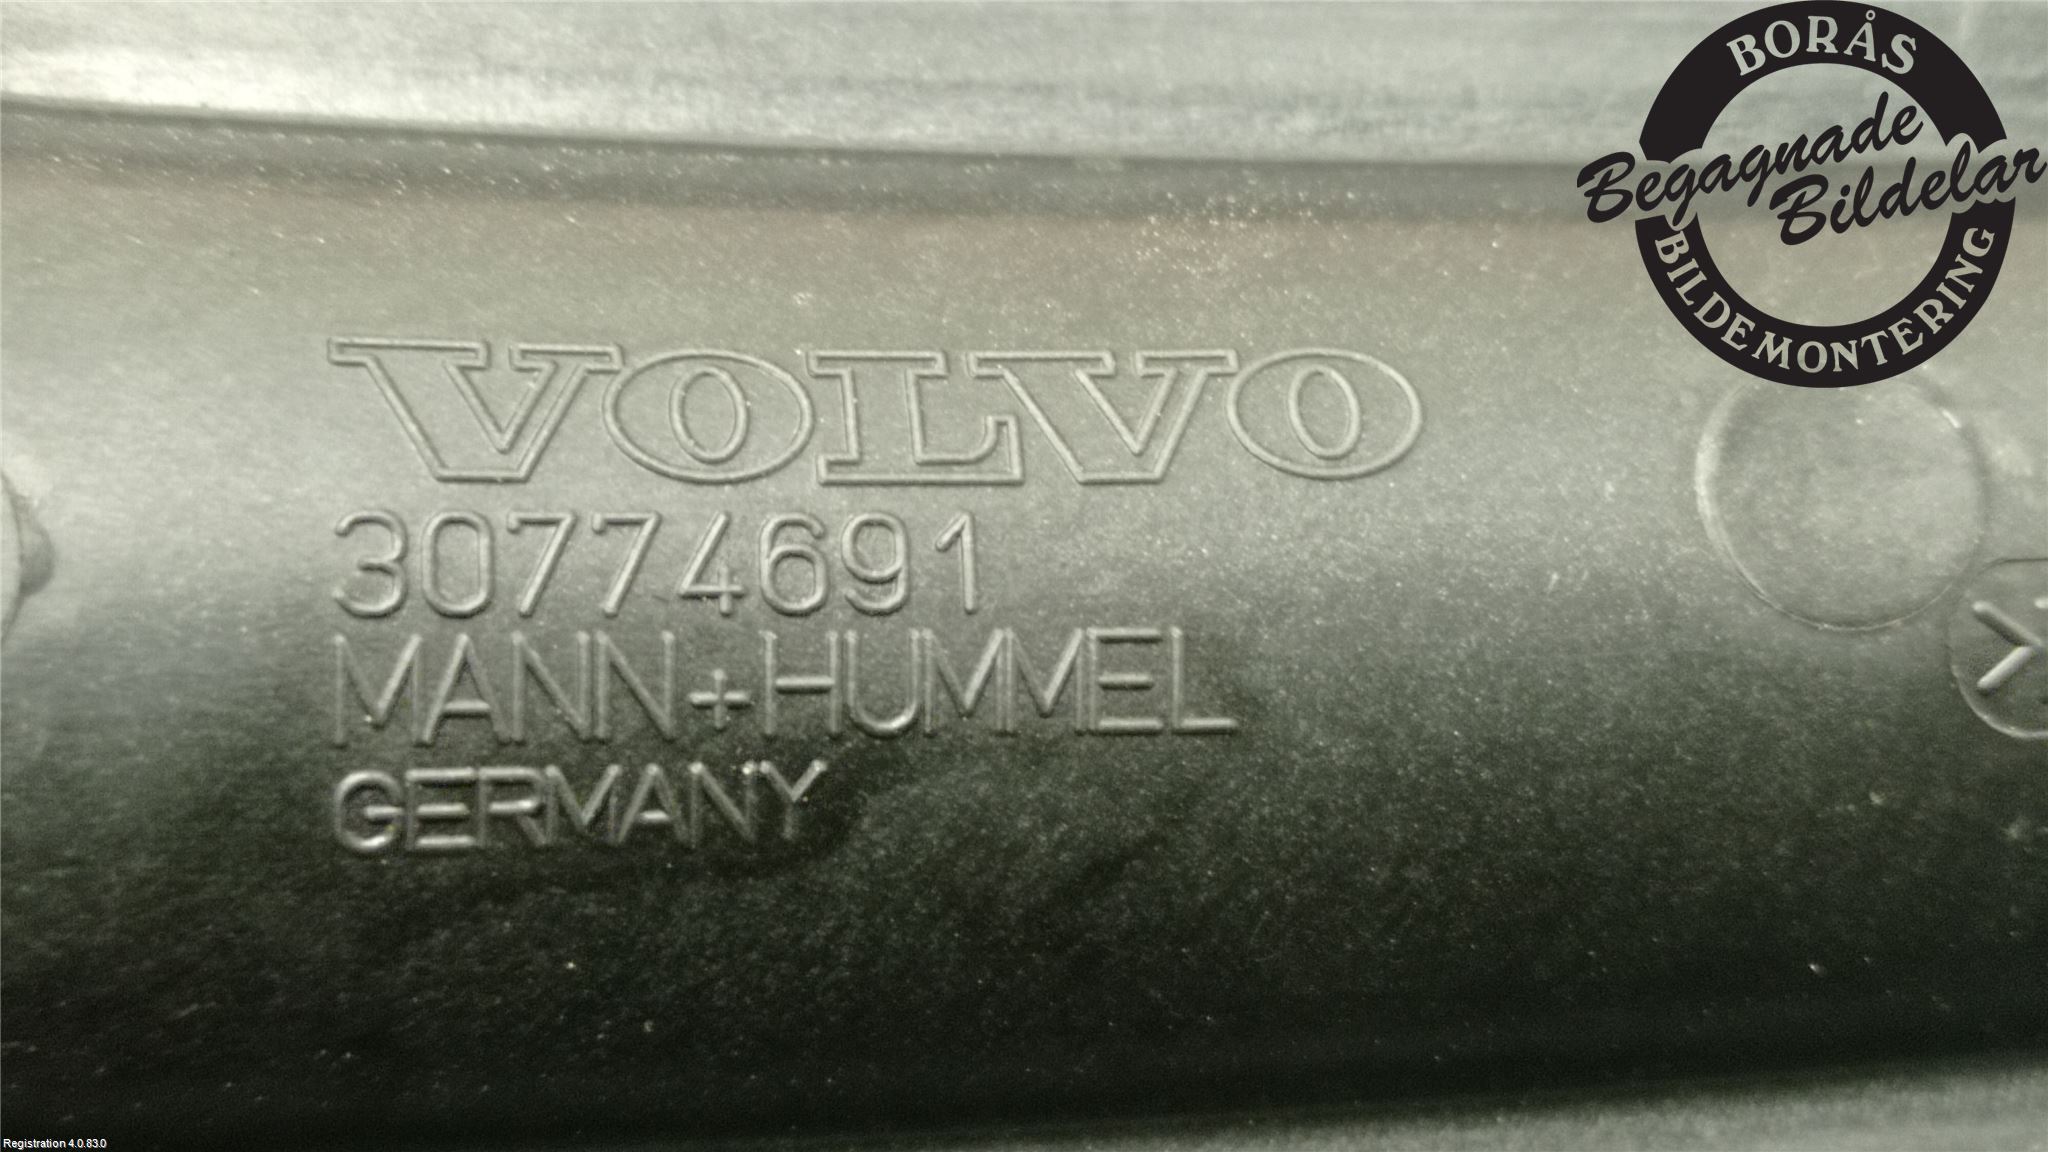 BORÅS
Begagnade
Bildelar
BILDEMONTERING
VOLVO
30774691
MANN+HUMMEL
GERMANY
Registration 4.0.83.0